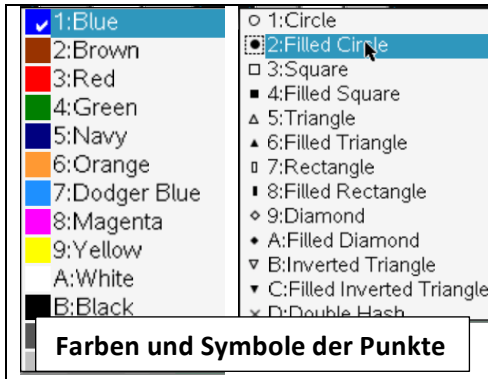 1:Blue
2:Brown
3:Red
4:Green
5:Navy
6:Orange
7:Dodger Blue
8:Magenta
9:Yellow
A:White
B:Black
1:Circle
2:Filled Circle
3:Square
4:Filled Square
5:Triangle
6:Filled Triangle
7:Rectangle
8:Filled Rectangle
9:Diamond
A:Filled Diamond
B:Inverted Triangle
C:Filled Inverted Triangle
D:Double Hash
Farben und Symbole der Punkte